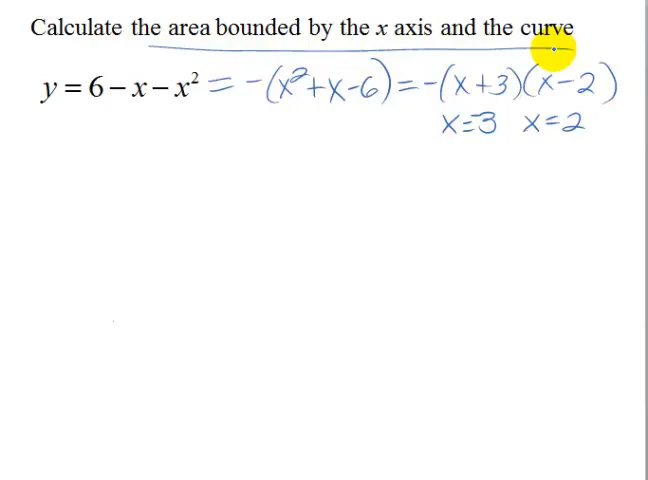 Calculate the area bounded by the x axis and the curve
y = 6 − x − x² = −(x²+x−6) = −(x+3)(x−2)
x=-3 x=2